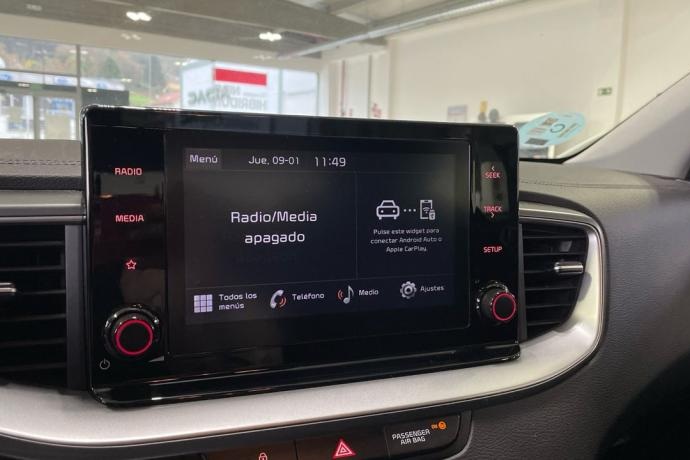 HIBRIDO
RADIO
MEDIA
Menú
Jue, 09-01
11:49
Radio/Media
apagado
Pulse este widget para
conectar Android Auto o
Apple CarPlay.
Todos los
menús
Teléfono
Medio
Ajustes
SEEK
TRACK
SETUP
PASSENGER
AIR BAG